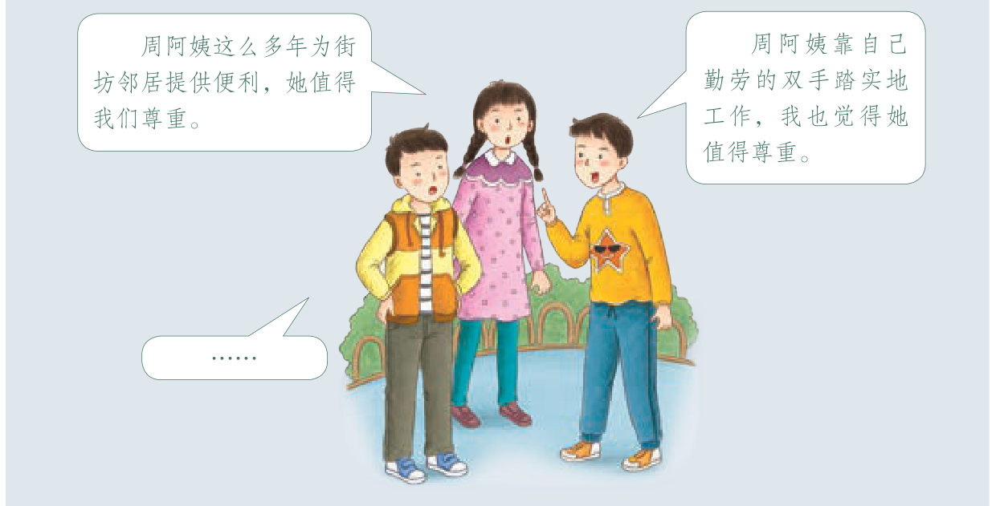 周阿姨这么多年为街
坊邻居提供便利，她值得
我们尊重。
周阿姨靠自己
勤劳的双手踏实地
工作，我也觉得她
值得尊重。
……